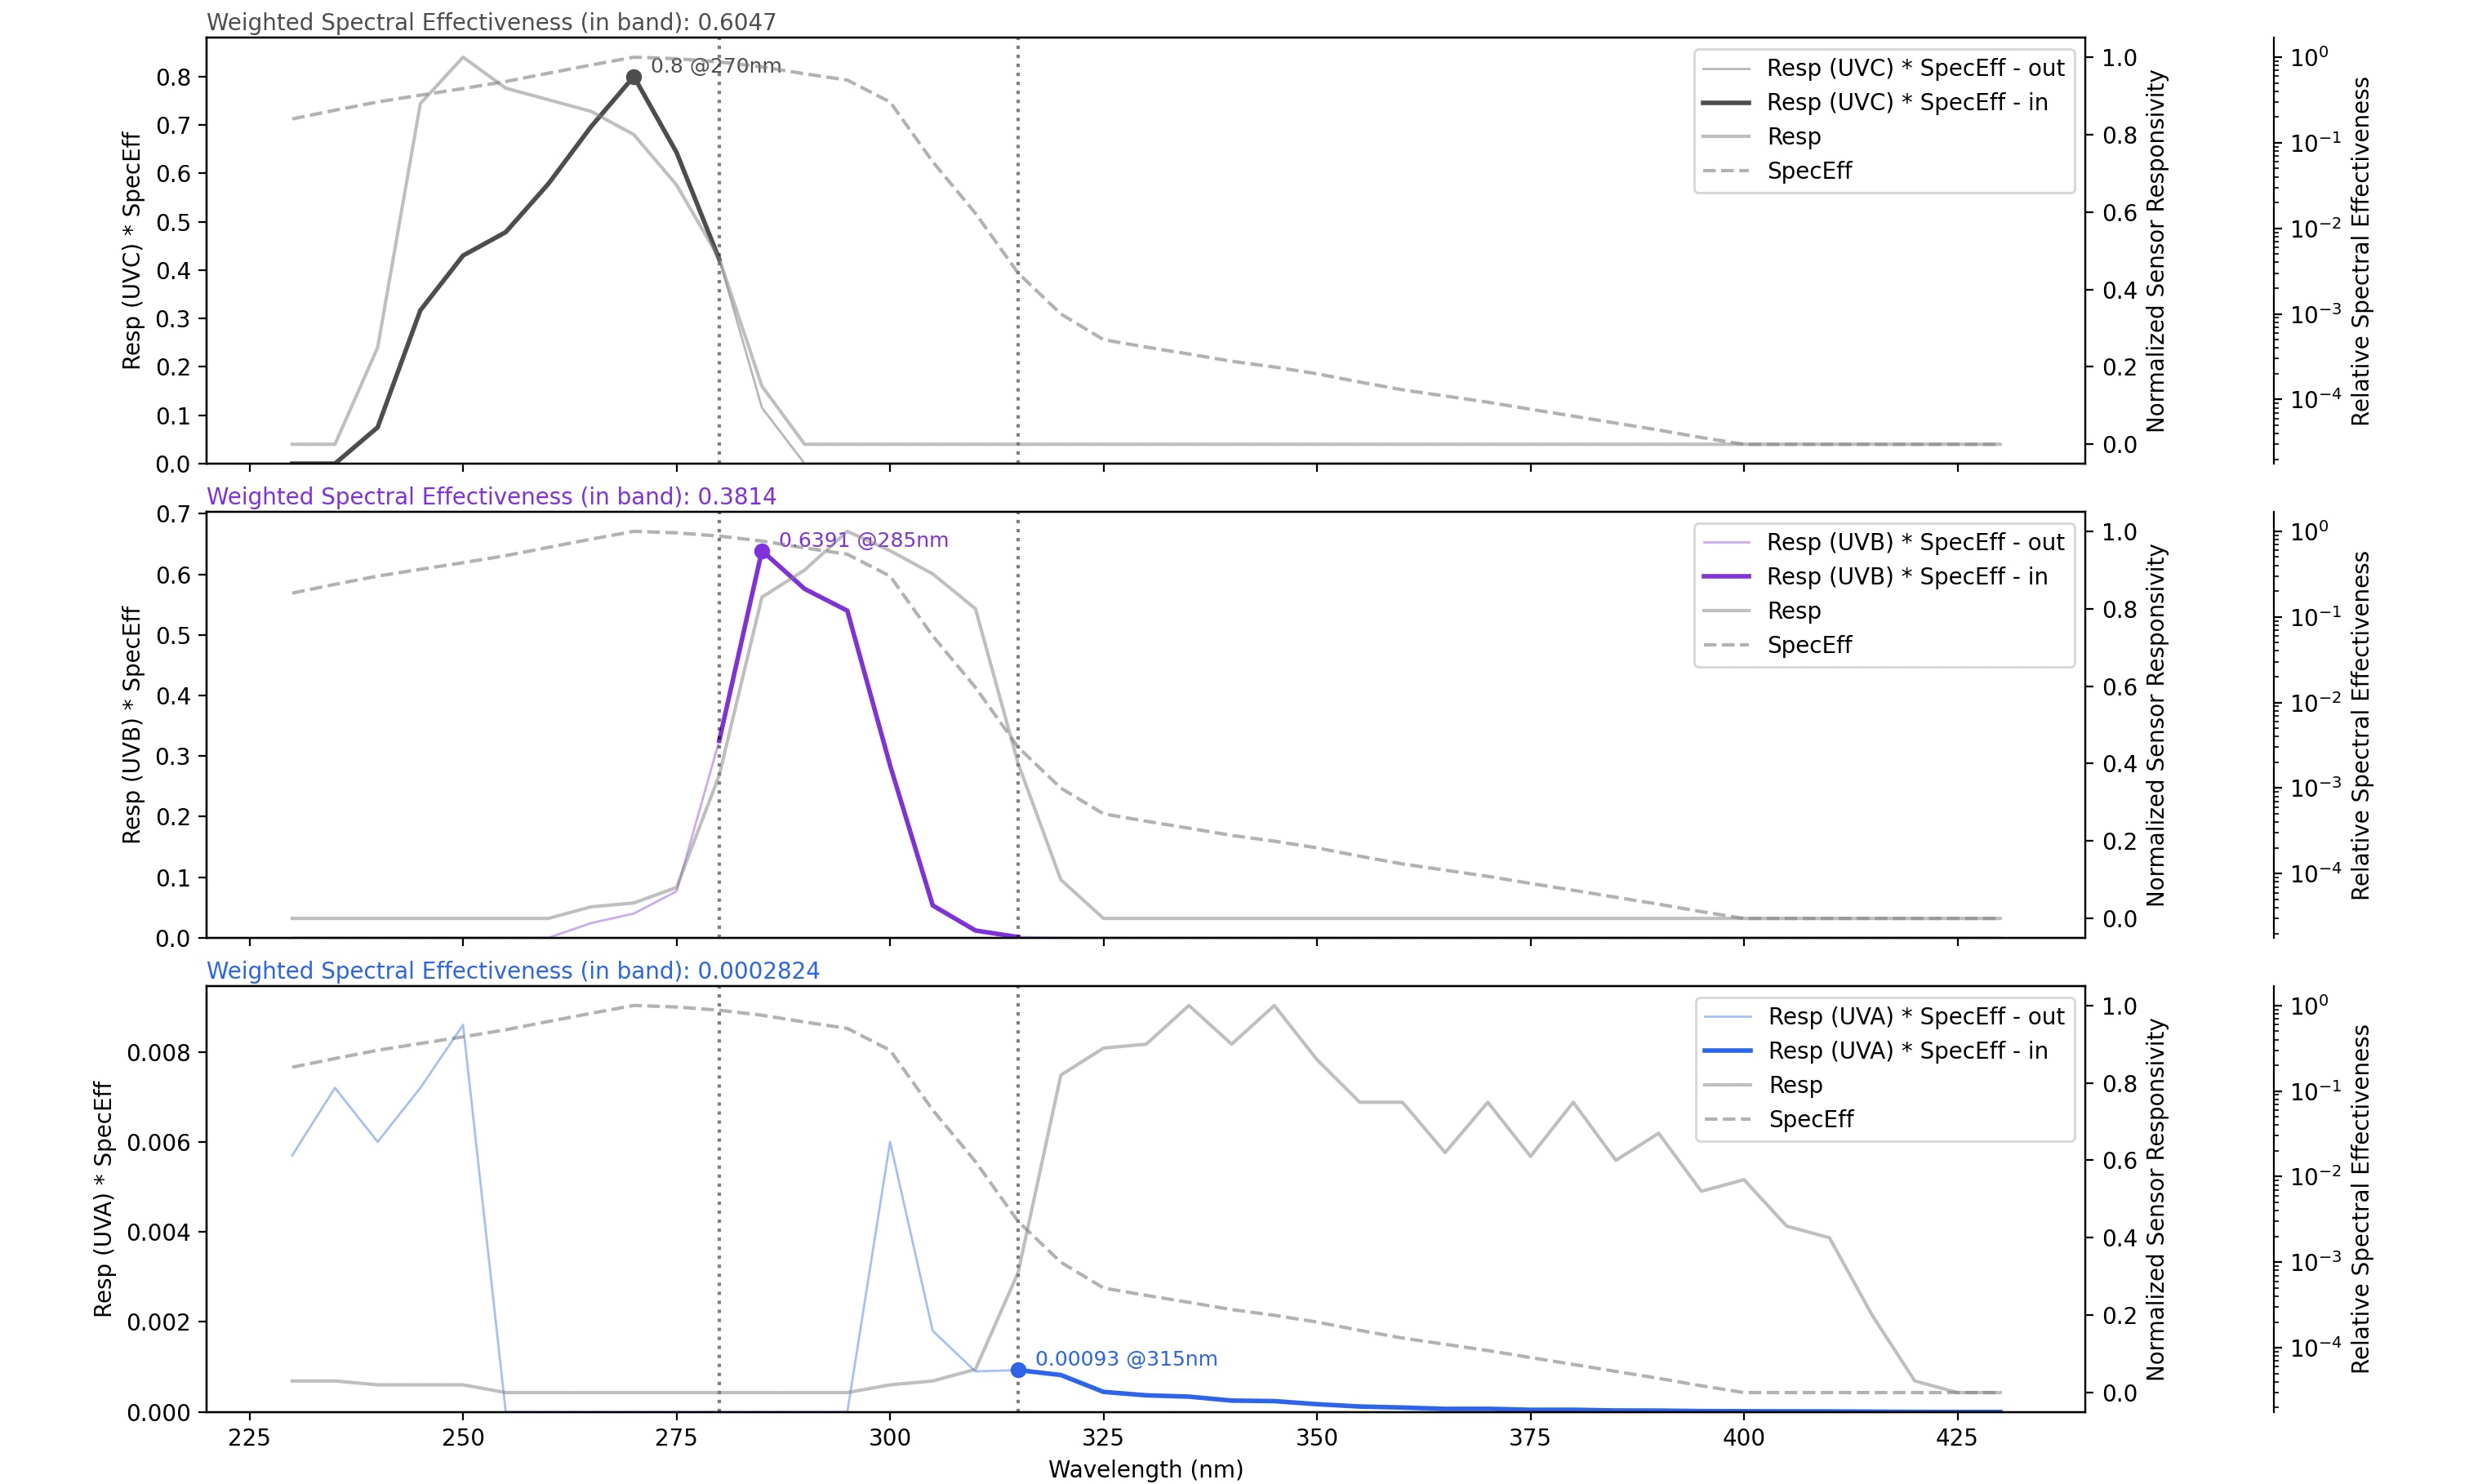 Weighted Spectral Effectiveness (in band): 0.6047
0.8 @270nm
Resp (UVC) * SpecEff - out
Resp (UVC) * SpecEff - in
Resp
SpecEff
Resp (UVC) * SpecEff
0.8
0.7
0.6
0.5
0.4
0.3
0.2
0.1
0.0
1.0
0.8
0.6
0.4
0.2
0.0
Normalized Sensor Responsivity
10⁰
10⁻¹
10⁻²
10⁻³
10⁻⁴
Relative Spectral Effectiveness
Weighted Spectral Effectiveness (in band): 0.3814
0.6391 @285nm
Resp (UVB) * SpecEff - out
Resp (UVB) * SpecEff - in
Resp
SpecEff
Resp (UVB) * SpecEff
0.7
0.6
0.5
0.4
0.3
0.2
0.1
0.0
1.0
0.8
0.6
0.4
0.2
0.0
Normalized Sensor Responsivity
10⁰
10⁻¹
10⁻²
10⁻³
10⁻⁴
Relative Spectral Effectiveness
Weighted Spectral Effectiveness (in band): 0.0002824
0.00093 @315nm
Resp (UVA) * SpecEff - out
Resp (UVA) * SpecEff - in
Resp
SpecEff
Resp (UVA) * SpecEff
0.008
0.006
0.004
0.002
0.000
1.0
0.8
0.6
0.4
0.2
0.0
Normalized Sensor Responsivity
10⁰
10⁻¹
10⁻²
10⁻³
10⁻⁴
Relative Spectral Effectiveness
225 250 275 300 325 350 375 400 425
Wavelength (nm)